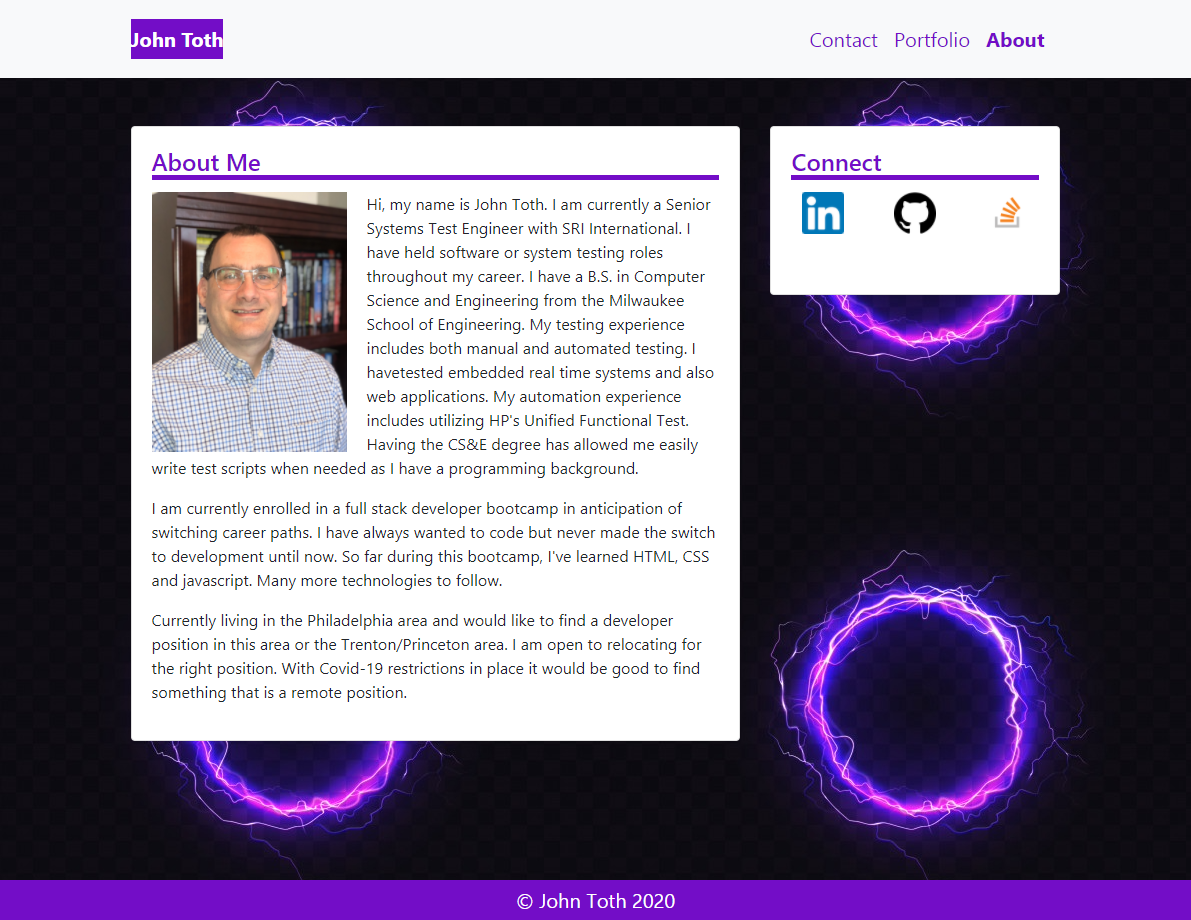 John Toth
Contact Portfolio About
About Me
Hi, my name is John Toth. I am currently a Senior
Systems Test Engineer with SRI International. I
have held software or system testing roles
throughout my career. I have a B.S. in Computer
Science and Engineering from the Milwaukee
School of Engineering. My testing experience
includes both manual and automated testing. I
havetested embedded real time systems and also
web applications. My automation experience
includes utilizing HP's Unified Functional Test.
Having the CS&E degree has allowed me easily
write test scripts when needed as I have a programming background.
I am currently enrolled in a full stack developer bootcamp in anticipation of
switching career paths. I have always wanted to code but never made the switch
to development until now. So far during this bootcamp, I've learned HTML, CSS
and javascript. Many more technologies to follow.
Currently living in the Philadelphia area and would like to find a developer
position in this area or the Trenton/Princeton area. I am open to relocating for
the right position. With Covid-19 restrictions in place it would be good to find
something that is a remote position.
Connect
in
© John Toth 2020